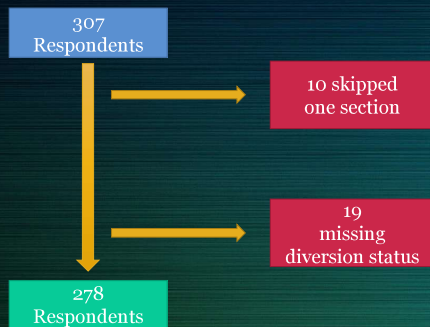 307
Respondents
10 skipped
one section
19
missing
diversion status
278
Respondents